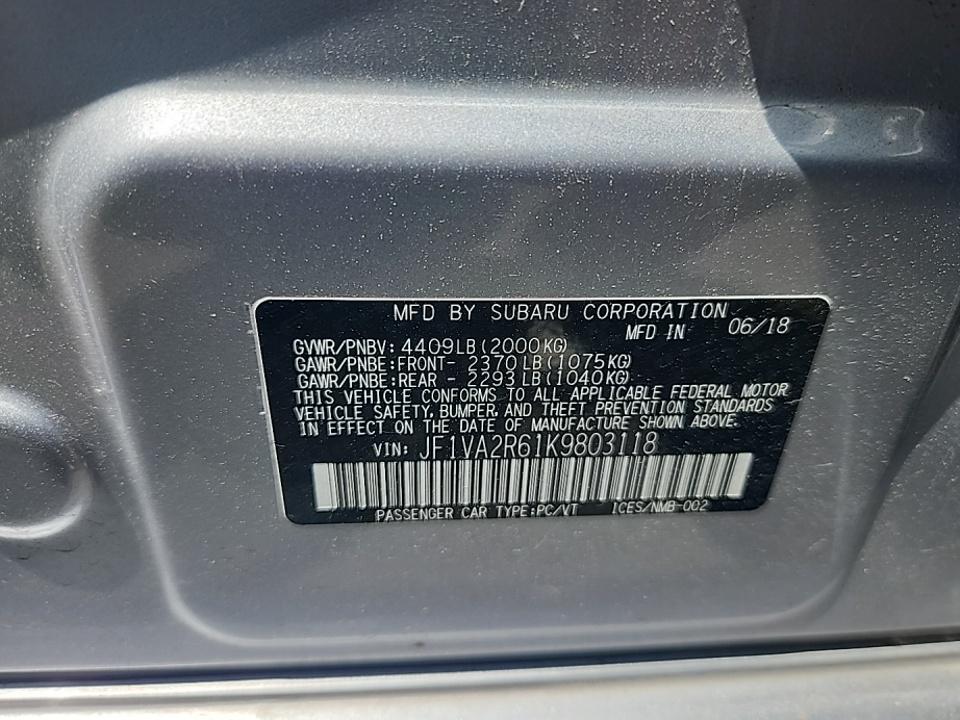 MFD BY SUBARU CORPORATION
MFD IN 06/18
GVWR/PNBV: 4409LB(2000KG)
GAWR/PNBE:FRONT- 2370LB(1075KG)
GAWR/PNBE:REAR - 2293LB(1040KG)
THIS VEHICLE CONFORMS TO ALL APPLICABLE FEDERAL MOTOR
VEHICLE SAFETY, BUMPER, AND THEFT PREVENTION STANDARDS
IN EFFECT ON THE DATE OF MANUFACTURE SHOWN ABOVE.
VIN: JF1VA2R61K9803118
PASSENGER CAR TYPE:PC/VT ICES/NMB-002